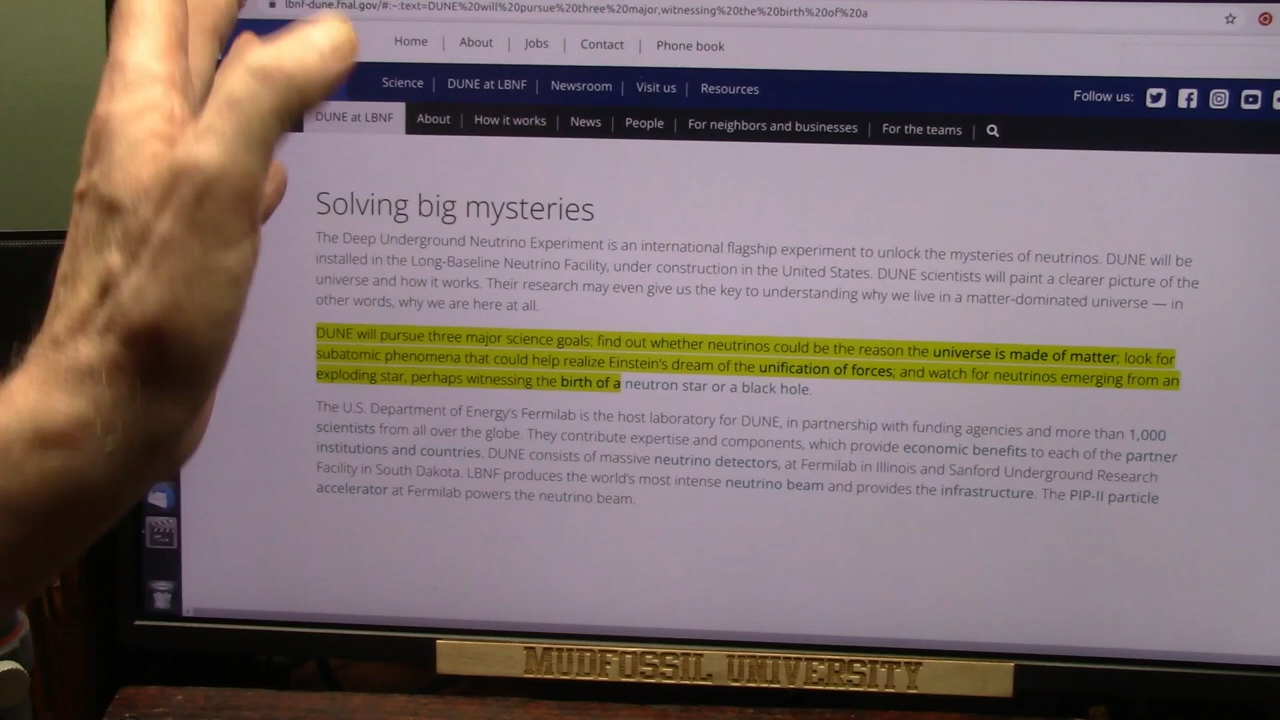 lbnf-dune.fnal.gov/#:~:text=DUNE%20will%20pursue%20three%20major,witnessing%20the%20birth%20of%20a
Home | About | Jobs | Contact | Phone book
Science | DUNE at LBNF | Newsroom | Visit us | Resources
Follow us:
DUNE at LBNF About | How it works | News | People | For neighbors and businesses | For the teams |
Solving big mysteries
The Deep Underground Neutrino Experiment is an international flagship experiment to unlock the mysteries of neutrinos. DUNE will be
installed in the Long-Baseline Neutrino Facility, under construction in the United States. DUNE scientists will paint a clearer picture of the
universe and how it works. Their research may even give us the key to understanding why we live in a matter-dominated universe — in
other words, why we are here at all.
DUNE will pursue three major science goals: find out whether neutrinos could be the reason the universe is made of matter; look for
subatomic phenomena that could help realize Einstein's dream of the unification of forces; and watch for neutrinos emerging from an
exploding star, perhaps witnessing the birth of a neutron star or a black hole.
The U.S. Department of Energy's Fermilab is the host laboratory for DUNE, in partnership with funding agencies and more than 1,000
scientists from all over the globe. They contribute expertise and components, which provide economic benefits to each of the partner
institutions and countries. DUNE consists of massive neutrino detectors, at Fermilab in Illinois and Sanford Underground Research
Facility in South Dakota. LBNF produces the world's most intense neutrino beam and provides the infrastructure. The PIP-II particle
accelerator at Fermilab powers the neutrino beam.
MUDFOSSIL UNIVERSITY